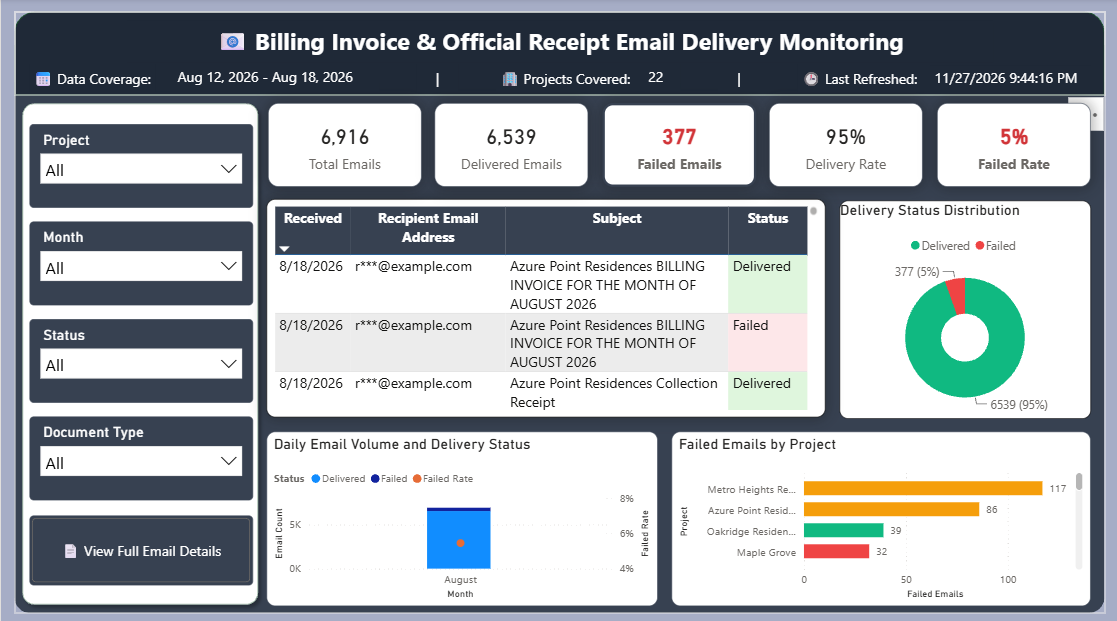 Billing Invoice & Official Receipt Email Delivery Monitoring
Data Coverage: Aug 12, 2026 - Aug 18, 2026 | Projects Covered: 22 | Last Refreshed: 11/27/2026 9:44:16 PM
Project
All
Month
All
Status
All
Document Type
All
View Full Email Details
6,916
Total Emails
6,539
Delivered Emails
377
Failed Emails
95%
Delivery Rate
5%
Failed Rate
Received Recipient Email Subject Status
Address
8/18/2026 r***@example.com Azure Point Residences BILLING Delivered
INVOICE FOR THE MONTH OF
AUGUST 2026
8/18/2026 r***@example.com Azure Point Residences BILLING Failed
INVOICE FOR THE MONTH OF
AUGUST 2026
8/18/2026 r***@example.com Azure Point Residences Collection Delivered
Receipt
Delivery Status Distribution
Delivered Failed
377 (5%)
6539 (95%)
Daily Email Volume and Delivery Status
Status Delivered Failed Failed Rate
Email Count
5K
0K
8%
6%
4%
Failed Rate
August
Month
Failed Emails by Project
Project
Metro Heights Re... 117
Azure Point Resid... 86
Oakridge Residen... 39
Maple Grove 32
0 50 100
Failed Emails